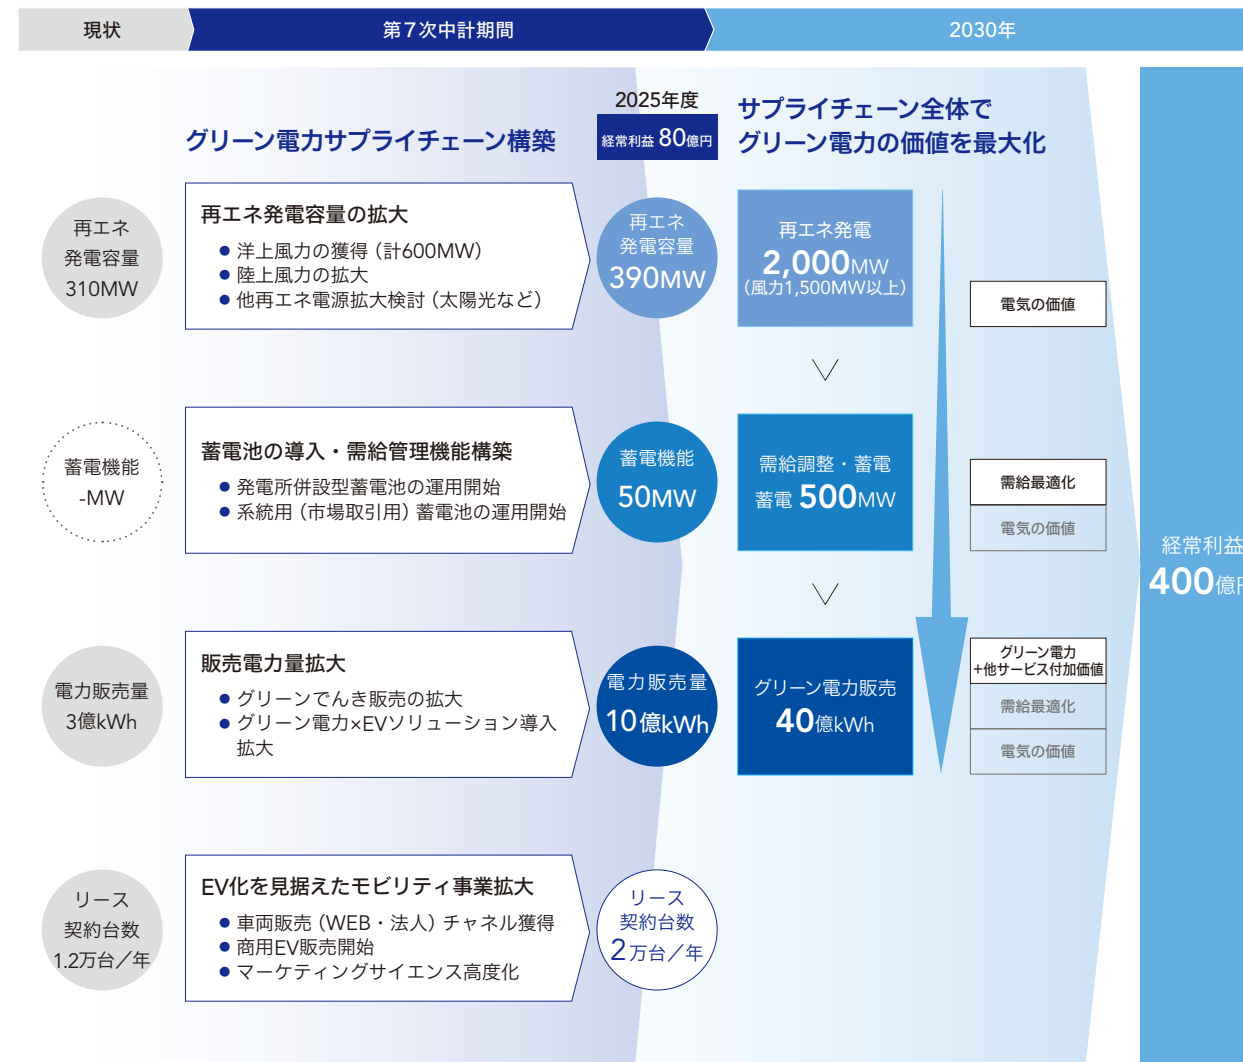 現状
第7次中計期間
2030年
グリーン電力サプライチェーン構築
2025年度
経常利益 80億円
サプライチェーン全体で
グリーン電力の価値を最大化
再エネ
発電容量
310MW
再エネ発電容量の拡大
● 洋上風力の獲得（計600MW）
● 陸上風力の拡大
● 他再エネ電源拡大検討（太陽光など）
再エネ
発電容量
390MW
再エネ発電
2,000MW
（風力1,500MW以上）
電気の価値
蓄電機能
-MW
蓄電池の導入・需給管理機能構築
● 発電所併設型蓄電池の運用開始
● 系統用（市場取引用）蓄電池の運用開始
蓄電機能
50MW
需給調整・蓄電
蓄電 500MW
需給最適化
電気の価値
経常利益
400億円
電力販売量
3億kWh
販売電力量拡大
● グリーンでんき販売の拡大
● グリーン電力×EVソリューション導入
拡大
電力販売量
10億kWh
グリーン電力販売
40億kWh
グリーン電力
+他サービス付加価値
需給最適化
電気の価値
リース
契約台数
1.2万台／年
EV化を見据えたモビリティ事業拡大
● 車両販売（WEB・法人）チャネル獲得
● 商用EV販売開始
● マーケティングサイエンス高度化
リース
契約台数
2万台／年